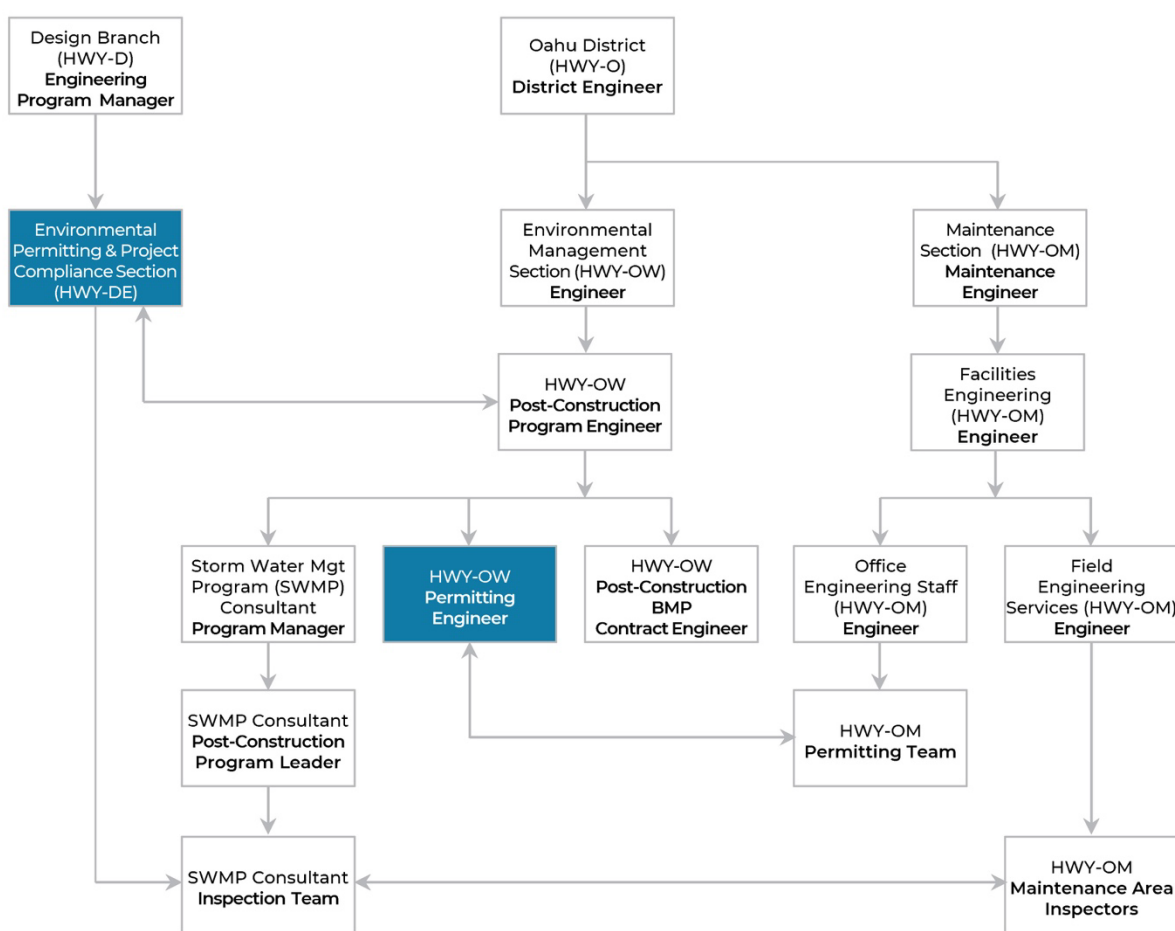 Design Branch
(HWY-D)
Engineering
Program Manager
Oahu District
(HWY-O)
District Engineer
Environmental
Permitting & Project
Compliance Section
(HWY-DE)
Environmental
Management
Section (HWY-OW)
Engineer
Maintenance
Section (HWY-OM)
Maintenance
Engineer
HWY-OW
Post-Construction
Program Engineer
Facilities
Engineering
(HWY-OM)
Engineer
Storm Water Mgt
Program (SWMP)
Consultant
Program Manager
HWY-OW
Permitting
Engineer
HWY-OW
Post-Construction
BMP
Contract Engineer
Office
Engineering Staff
(HWY-OM)
Engineer
Field
Engineering
Services (HWY-OM)
Engineer
SWMP Consultant
Post-Construction
Program Leader
HWY-OM
Permitting Team
SWMP Consultant
Inspection Team
HWY-OM
Maintenance Area
Inspectors